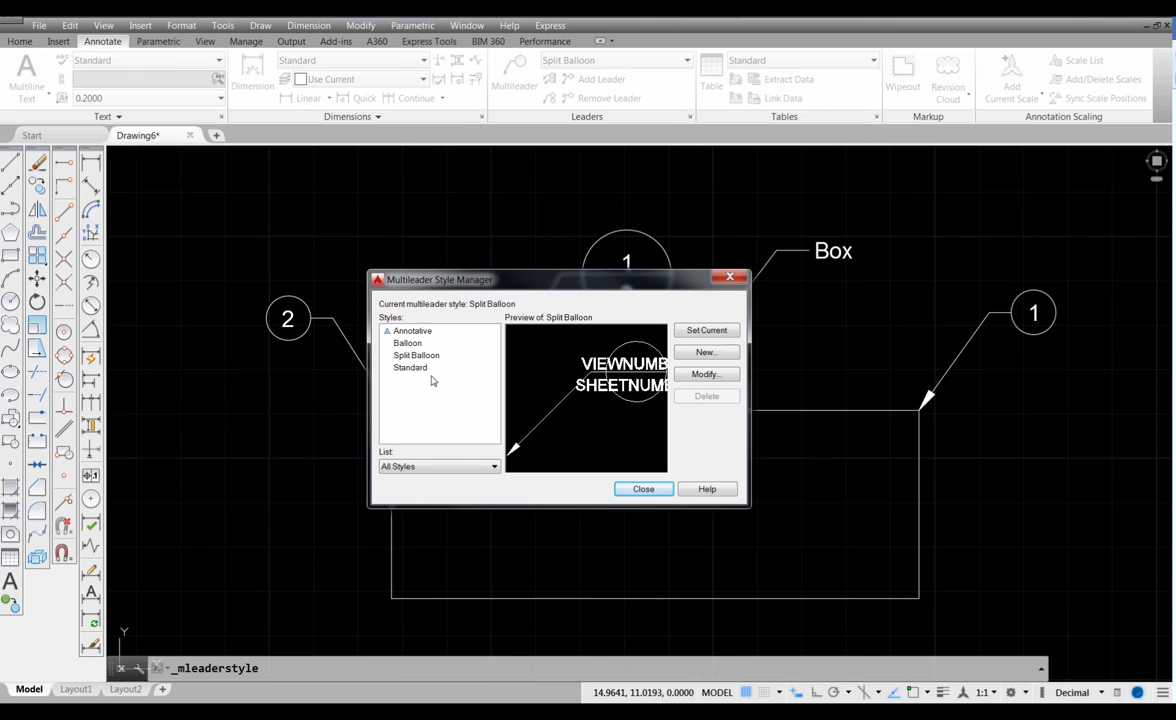 File Edit View Insert Format Tools Draw Dimension Modify Parametric Window Help Express
Home Insert Annotate Parametric View Manage Output Add-ins A360 Express Tools BIM 360 Performance
Standard Standard Split Balloon Standard Scale List
Use Current Add Leader Extract Data Add/Delete Scales
Multiline Text 0.2000 Dimension Linear Quick Continue Multileader Remove Leader Table Link Data Wipeout Revision Cloud Add Current Scale Sync Scale Positions
Text Dimensions Leaders Tables Markup Annotation Scaling
Start Drawing6*
1
Box
2
1
Multileader Style Manager
Current multileader style: Split Balloon
Styles: Preview of: Split Balloon
Annotative
Balloon
Split Balloon
Standard
VIEWNUMB
SHEETNUME
Set Current
New...
Modify...
Delete
List:
All Styles
Close Help
Y
_mleaderstyle
Model Layout1 Layout2
14.9641, 11.0193, 0.0000 MODEL 1:1 Decimal